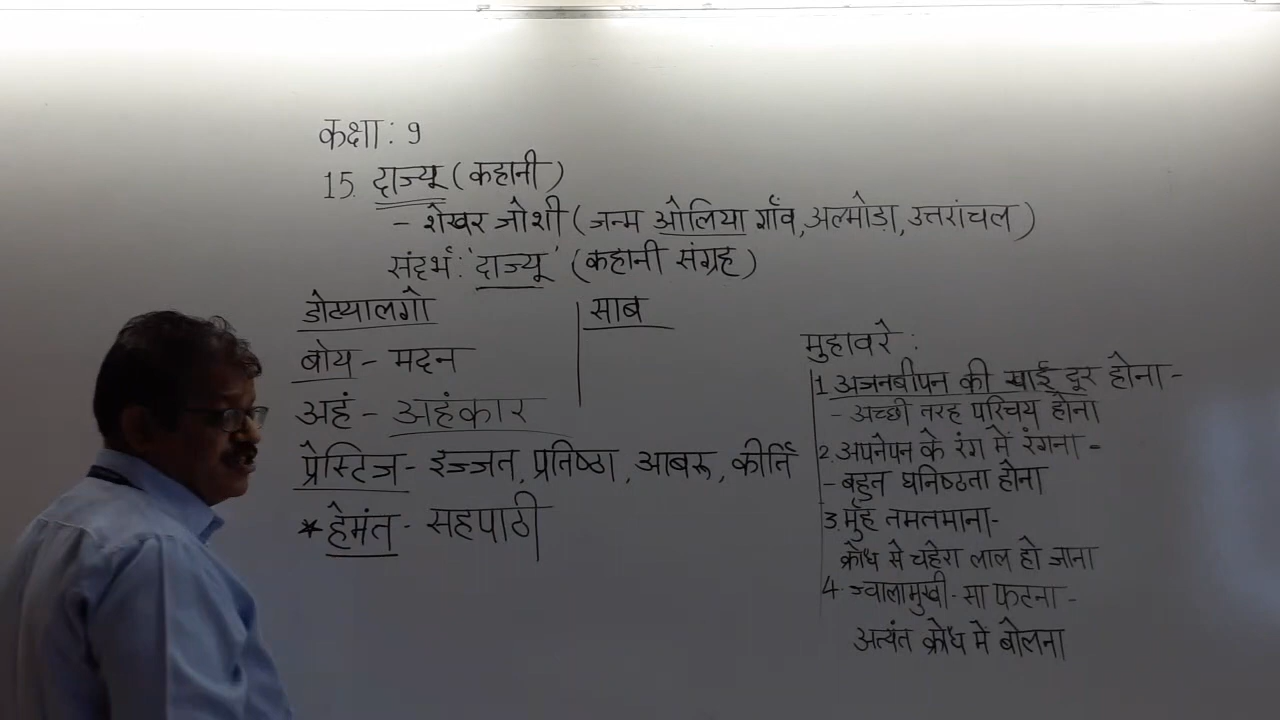 कक्षा: 9
15. दाज्यू (कहानी)
- शेखर जोशी (जन्म ओलिया गाँव, अल्मोड़ा, उत्तरांचल)
संदर्भ: 'दाज्यू' (कहानी संग्रह)
डोट्यालगो
साब
बोय - मदन
अहं - अहंकार
प्रेस्टिज - इज्जत, प्रतिष्ठा, आबरू, कीर्ति
* हेमंत - सहपाठी
मुहावरे :
1. अजनबीपन की खाई दूर होना -
- अच्छी तरह परिचय होना
2. अपनेपन के रंग में रंगना -
- बहुत घनिष्ठता होना
3. मुँह तमतमाना -
क्रोध से चहेरा लाल हो जाना
4. ज्वालामुखी - सा फटना -
अत्यंत क्रोध में बोलना